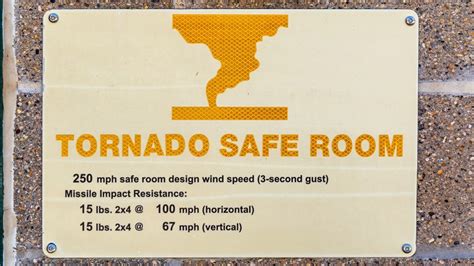 TORNADO SAFE ROOM
250 mph safe room design wind speed (3-second gust)
Missile Impact Resistance:
15 lbs. 2x4 @ 100 mph (horizontal)
15 lbs. 2x4 @ 67 mph (vertical)